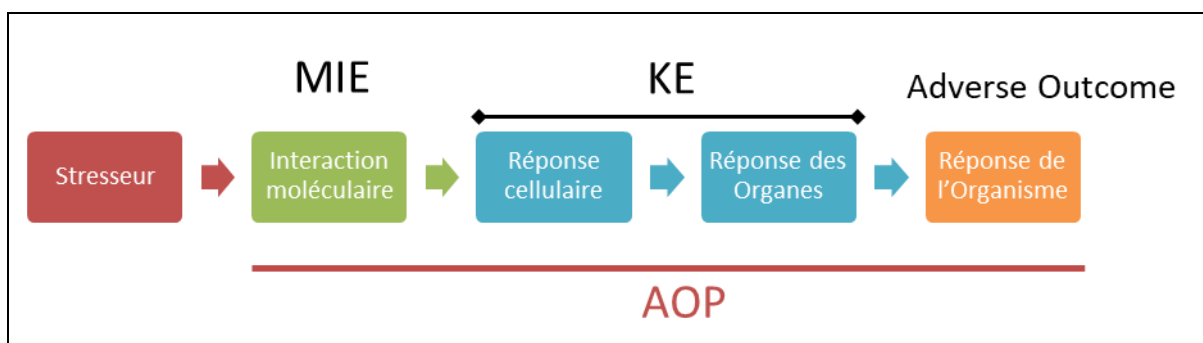 MIE
KE
Adverse Outcome
Stresseur
Interaction
moléculaire
Réponse
cellulaire
Réponse des
Organes
Réponse de
l’Organisme
AOP